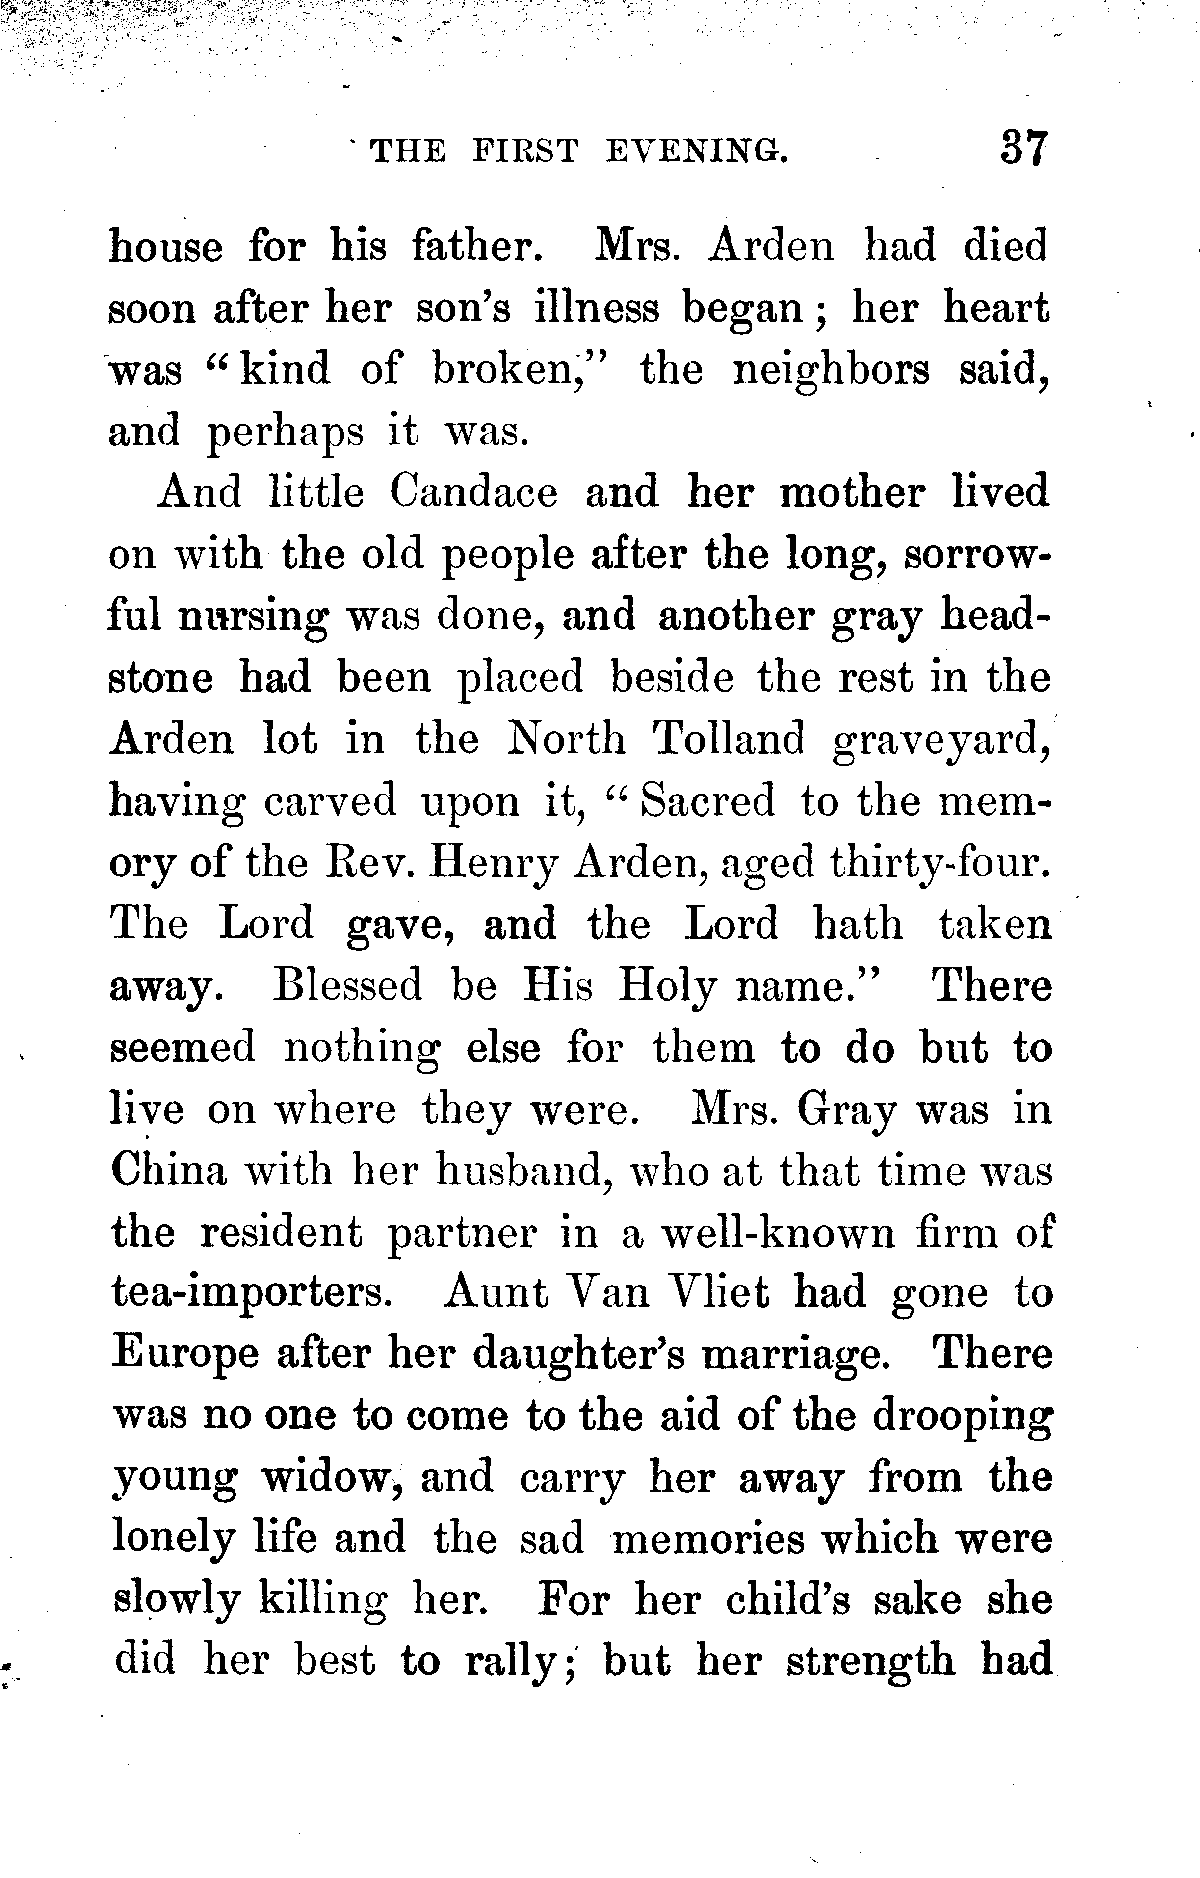 THE FIRST EVENING. 37
house for his father. Mrs. Arden had died
soon after her son's illness began; her heart
was "kind of broken," the neighbors said,
and perhaps it was.
And little Candace and her mother lived
on with the old people after the long, sorrow-
ful nursing was done, and another gray head-
stone had been placed beside the rest in the
Arden lot in the North Tolland graveyard,
having carved upon it, "Sacred to the mem-
ory of the Rev. Henry Arden, aged thirty-four.
The Lord gave, and the Lord hath taken
away. Blessed be His Holy name." There
seemed nothing else for them to do but to
live on where they were. Mrs. Gray was in
China with her husband, who at that time was
the resident partner in a well-known firm of
tea-importers. Aunt Van Vliet had gone to
Europe after her daughter's marriage. There
was no one to come to the aid of the drooping
young widow, and carry her away from the
lonely life and the sad memories which were
slowly killing her. For her child's sake she
did her best to rally; but her strength had